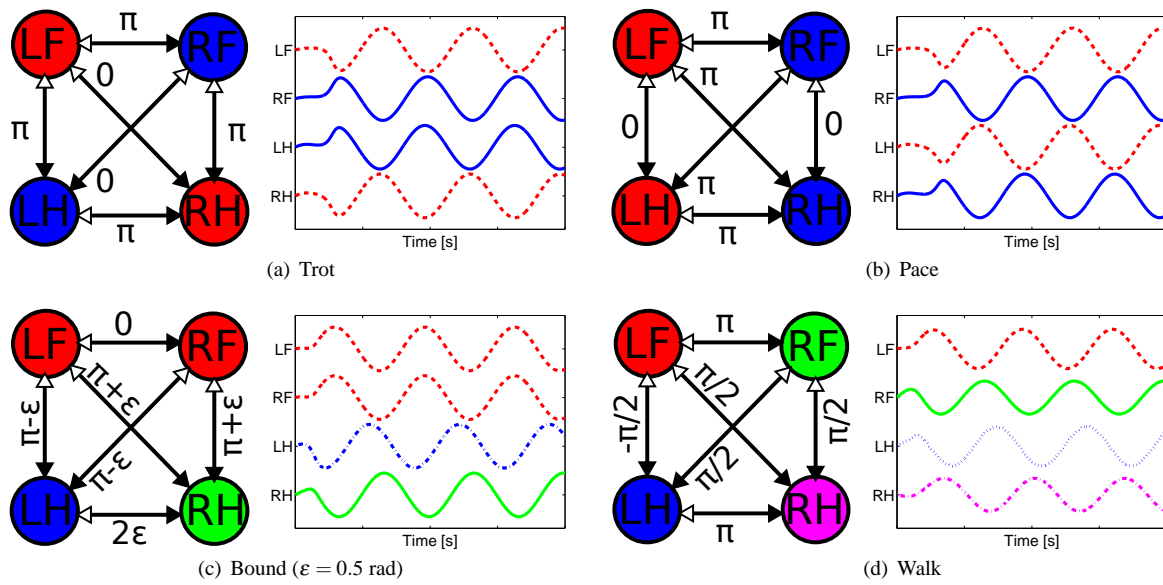 LF
π
RF
0
π
π
0
LH
π
RH
LF
RF
LH
RH
Time [s]
(a) Trot
LF
π
RF
π
0
0
π
LH
π
RH
LF
RF
LH
RH
Time [s]
(b) Pace
LF
0
RF
π+ε
π-ε
π+ε
π-ε
LH
2ε
RH
LF
RF
LH
RH
Time [s]
(c) Bound (ε = 0.5 rad)
LF
π
RF
π/2
-π/2
π/2
π/2
LH
π
RH
LF
RF
LH
RH
Time [s]
(d) Walk